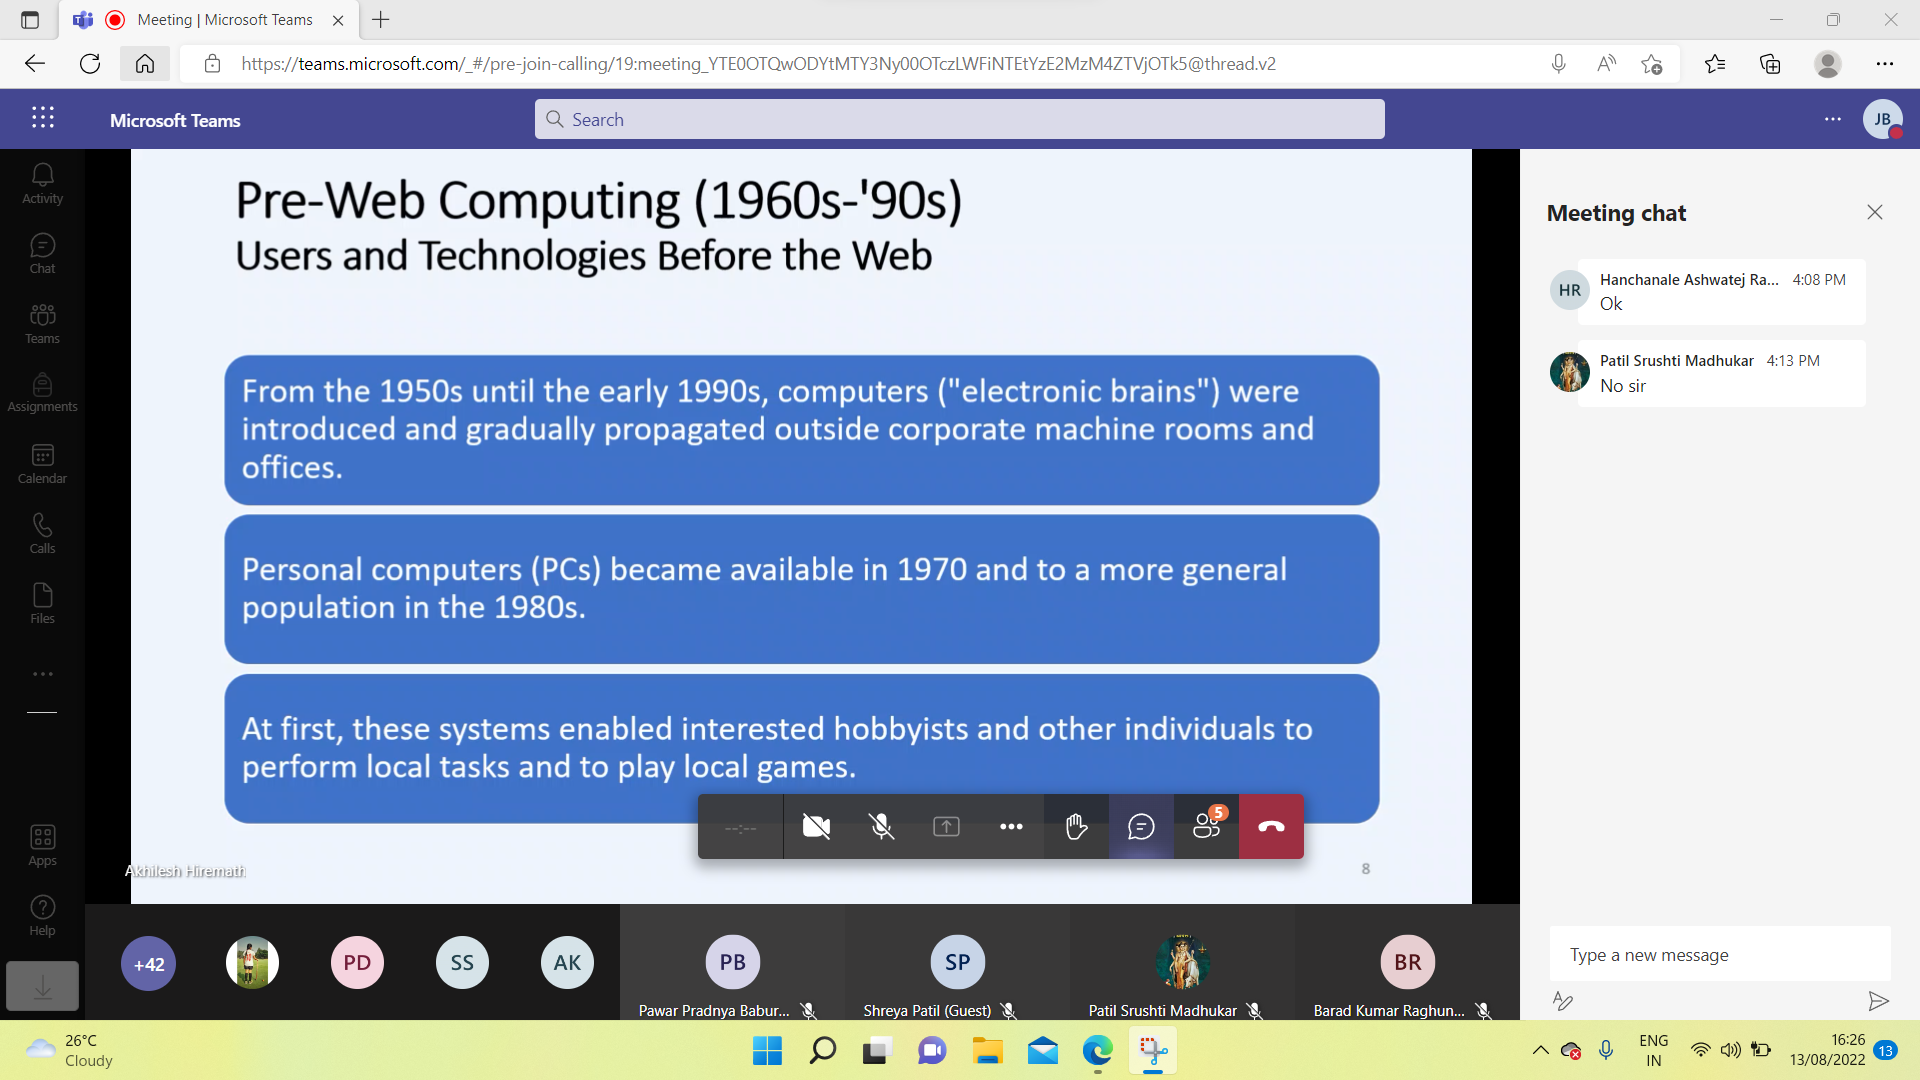 Meeting | Microsoft Teams
https://teams.microsoft.com/_#/pre-join-calling/19:meeting_YTE0OTQwODYtMTY3Ny00OTczLWFiNTEtYzE2MzM4ZTVjOTk5@thread.v2
Microsoft Teams
Search
JB
Activity
Chat
Teams
Assignments
Calendar
Calls
Files
Apps
Help
Pre-Web Computing (1960s-'90s)
Users and Technologies Before the Web
From the 1950s until the early 1990s, computers ("electronic brains") were
introduced and gradually propagated outside corporate machine rooms and
offices.
Personal computers (PCs) became available in 1970 and to a more general
population in the 1980s.
At first, these systems enabled interested hobbyists and other individuals to
perform local tasks and to play local games.
5
Akhilesh Hiremath
8
Meeting chat
HR
Hanchanale Ashwatej Ra... 4:08 PM
Ok
Patil Srushti Madhukar 4:13 PM
No sir
Type a new message
+42
PD
SS
AK
PB
Pawar Pradnya Babur...
SP
Shreya Patil (Guest)
Patil Srushti Madhukar
BR
Barad Kumar Raghun...
26°C
Cloudy
ENG
IN
16:26
13/08/2022
13